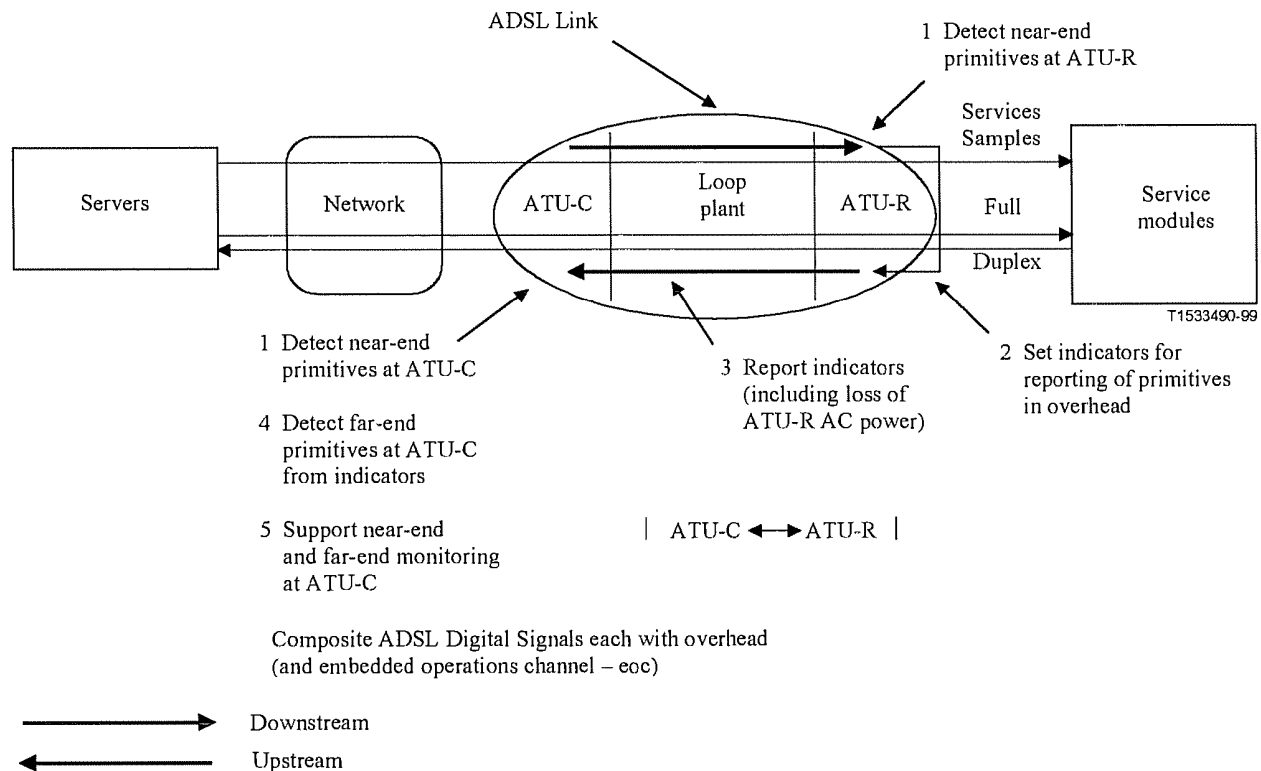 ADSL Link
1 Detect near-end
primitives at ATU-R
Services
Samples
Servers
Network
ATU-C
Loop
plant
ATU-R
Full
Duplex
Service
modules
T1533490-99
1 Detect near-end
primitives at ATU-C
3 Report indicators
(including loss of
ATU-R AC power)
2 Set indicators for
reporting of primitives
in overhead
4 Detect far-end
primitives at ATU-C
from indicators
5 Support near-end
and far-end monitoring
at ATU-C
ATU-C
ATU-R
Composite ADSL Digital Signals each with overhead
(and embedded operations channel – eoc)
Downstream
Upstream